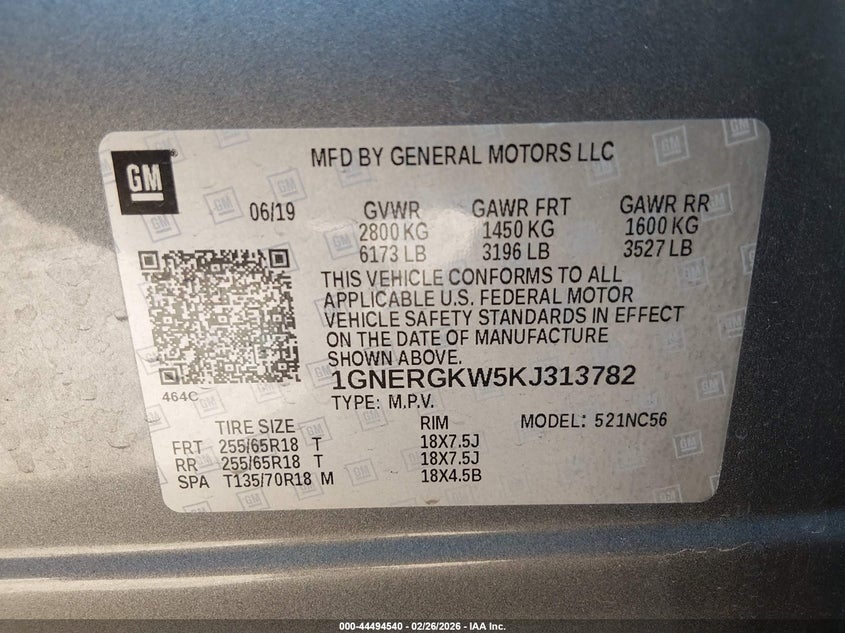 GM
MFD BY GENERAL MOTORS LLC
06/19 GVWR GAWR FRT GAWR RR
2800 KG 1450 KG 1600 KG
6173 LB 3196 LB 3527 LB
THIS VEHICLE CONFORMS TO ALL
APPLICABLE U.S. FEDERAL MOTOR
VEHICLE SAFETY STANDARDS IN EFFECT
ON THE DATE OF MANUFACTURE
SHOWN ABOVE.
464C
1GNERGKW5KJ313782
TYPE: M.P.V.
TIRE SIZE RIM MODEL: 521NC56
FRT 255/65R18 T 18X7.5J
RR 255/65R18 T 18X7.5J
SPA T135/70R18 M 18X4.5B
000-44494540 - 02/26/2026 - IAA Inc.